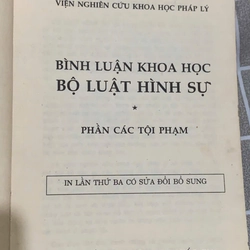 VIỆN NGHIÊN CỨU KHOA HỌC PHÁP LÝ
BÌNH LUẬN KHOA HỌC
BỘ LUẬT HÌNH SỰ
*
PHẦN CÁC TỘI PHẠM
IN LẦN THỨ BA CÓ SỬA ĐỔI BỔ SUNG